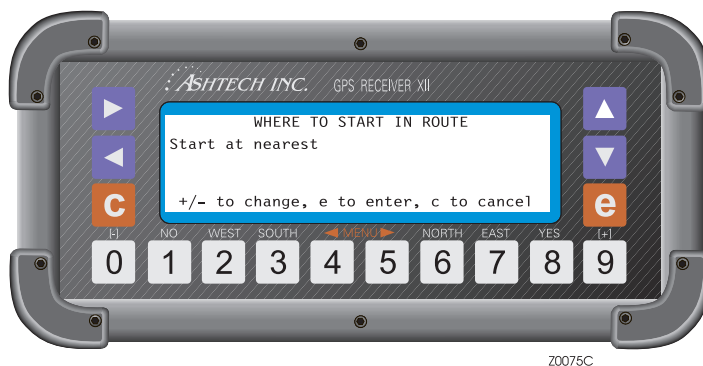 ASHTECH INC. GPS RECEIVER XII
WHERE TO START IN ROUTE
Start at nearest
+/- to change, e to enter, c to cancel
c e
[-] NO WEST SOUTH MENU NORTH EAST YES [+]
0 1 2 3 4 5 6 7 8 9
Z0075C